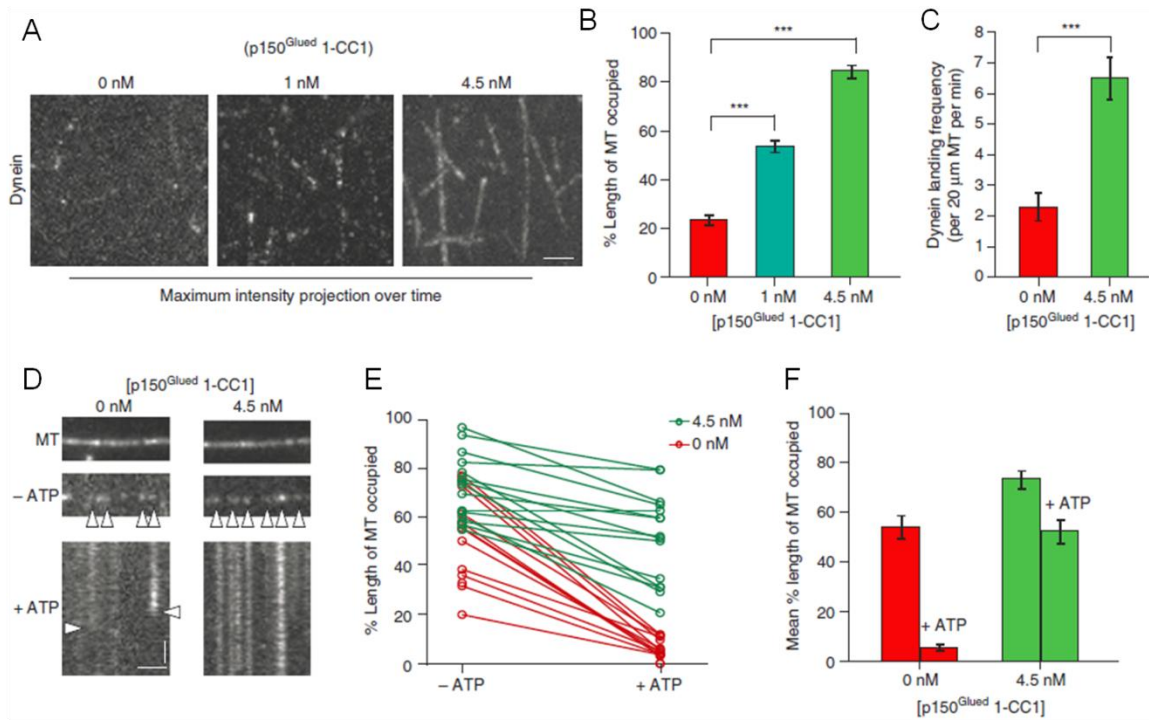 A
(p150Glued 1-CC1)
0 nM 1 nM 4.5 nM
Dynein
Maximum intensity projection over time
B
% Length of MT occupied
100
80
60
40
20
0
***
***
0 nM 1 nM 4.5 nM
[p150Glued 1-CC1]
C
Dynein landing frequency
(per 20 μm MT per min)
8
7
6
5
4
3
2
1
0
***
0 nM 4.5 nM
[p150Glued 1-CC1]
D
[p150Glued 1-CC1]
0 nM 4.5 nM
MT
– ATP
+ ATP
E
% Length of MT occupied
100
80
60
40
20
0
4.5 nM
0 nM
– ATP + ATP
F
Mean % length of MT occupied
100
80
60
40
20
0
+ ATP
+ ATP
0 nM 4.5 nM
[p150Glued 1-CC1]